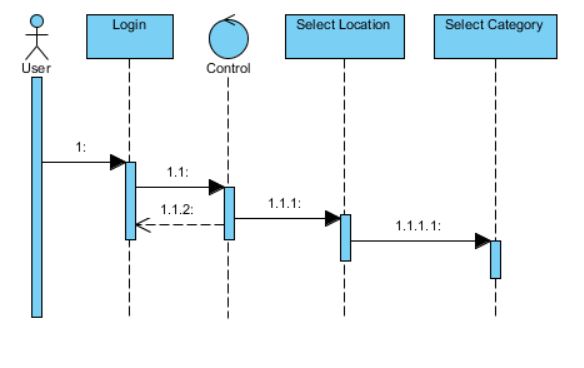 Login
Select Location
Select Category
User
Control
1:
1.1:
1.1.2:
1.1.1:
1.1.1.1: